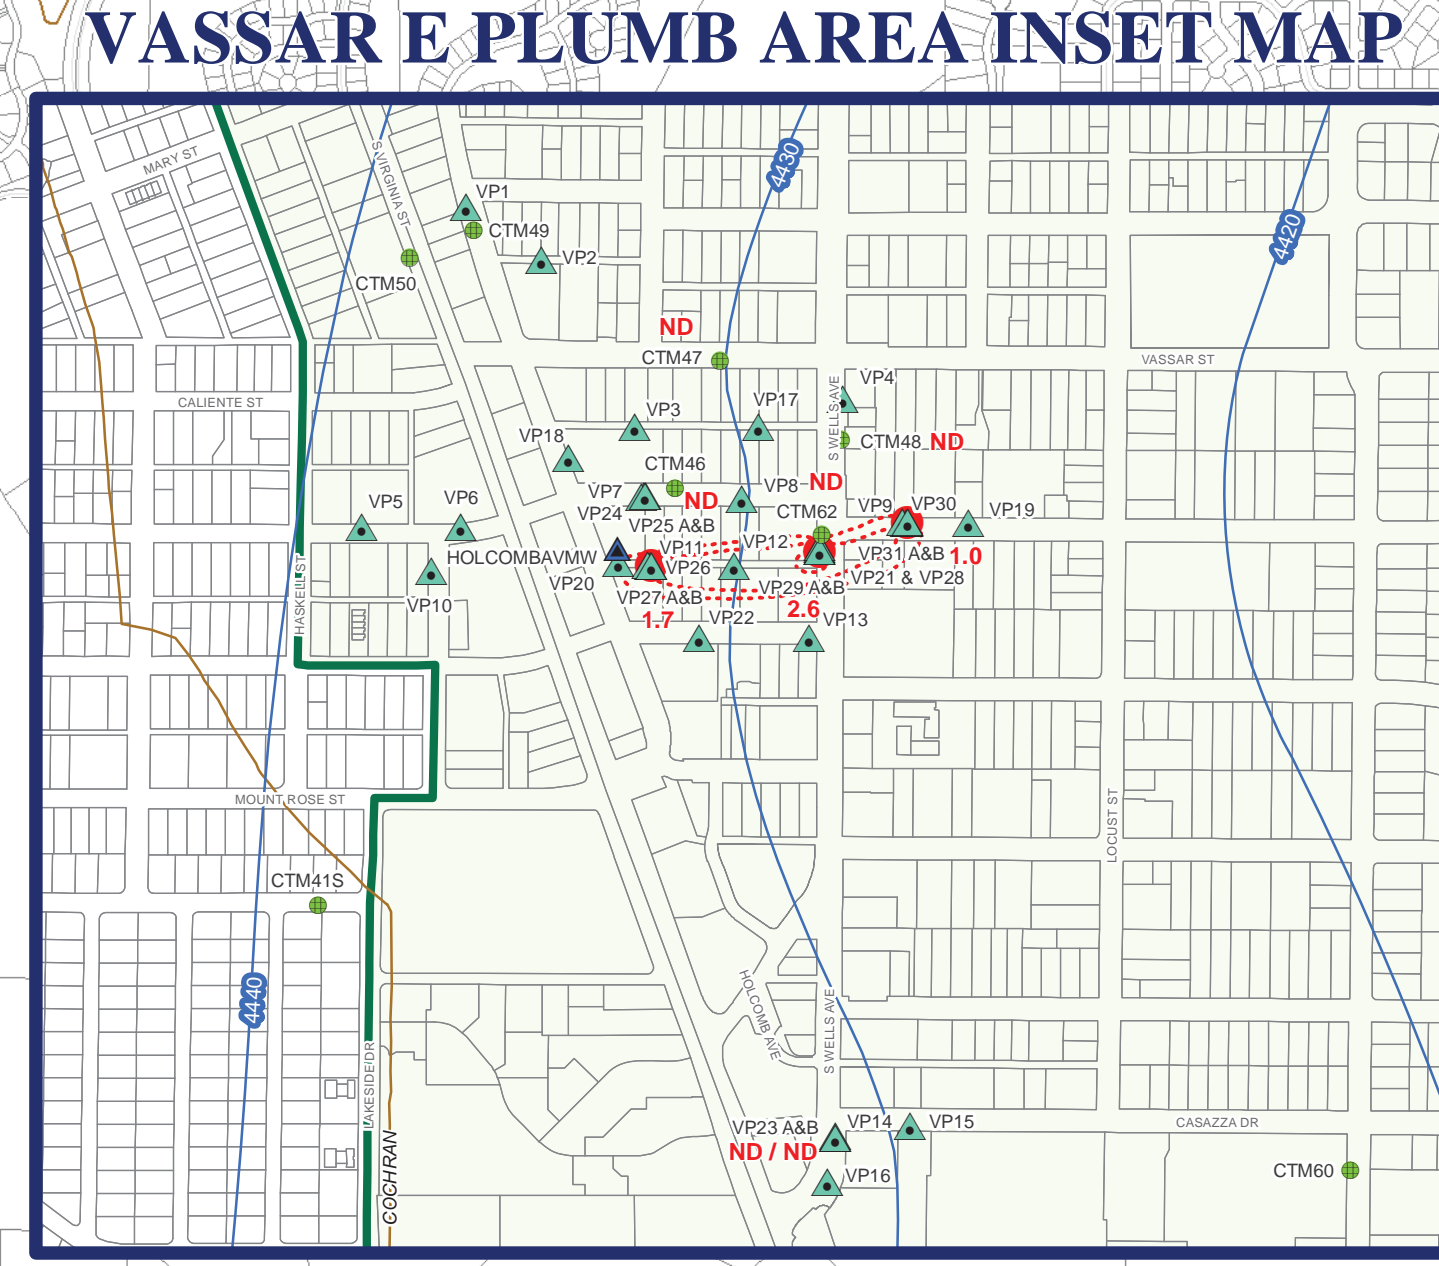 VASSAR E PLUMB AREA INSET MAP
MARY ST
S VIRGINIA ST
4430
4420
VP1
CTM49
VP2
CTM50
ND
CTM47
VASSAR ST
CALIENTE ST
S WELLS AVE
VP4
VP3
VP17
VP18
CTM48 ND
CTM46
ND
VP7
VP8
VP5
VP6
VP24
ND
CTM62
VP9
VP30
VP19
VP25 A&B
VP12
HOLCOMBAVMW
VP11
VP31 A&B 1.0
VP20
VP26
VP21 & VP28
HASKELL ST
VP10
VP27 A&B
VP29 A&B
1.7
2.6
VP22
VP13
MOUNT ROSE ST
LOCUST ST
CTM41S
4440
HOLCOMB AVE
S WELLS AVE
LAKESIDE DR
COCHRAN
VP23 A&B
VP14
VP15
CASAZZA DR
ND / ND
VP16
CTM60